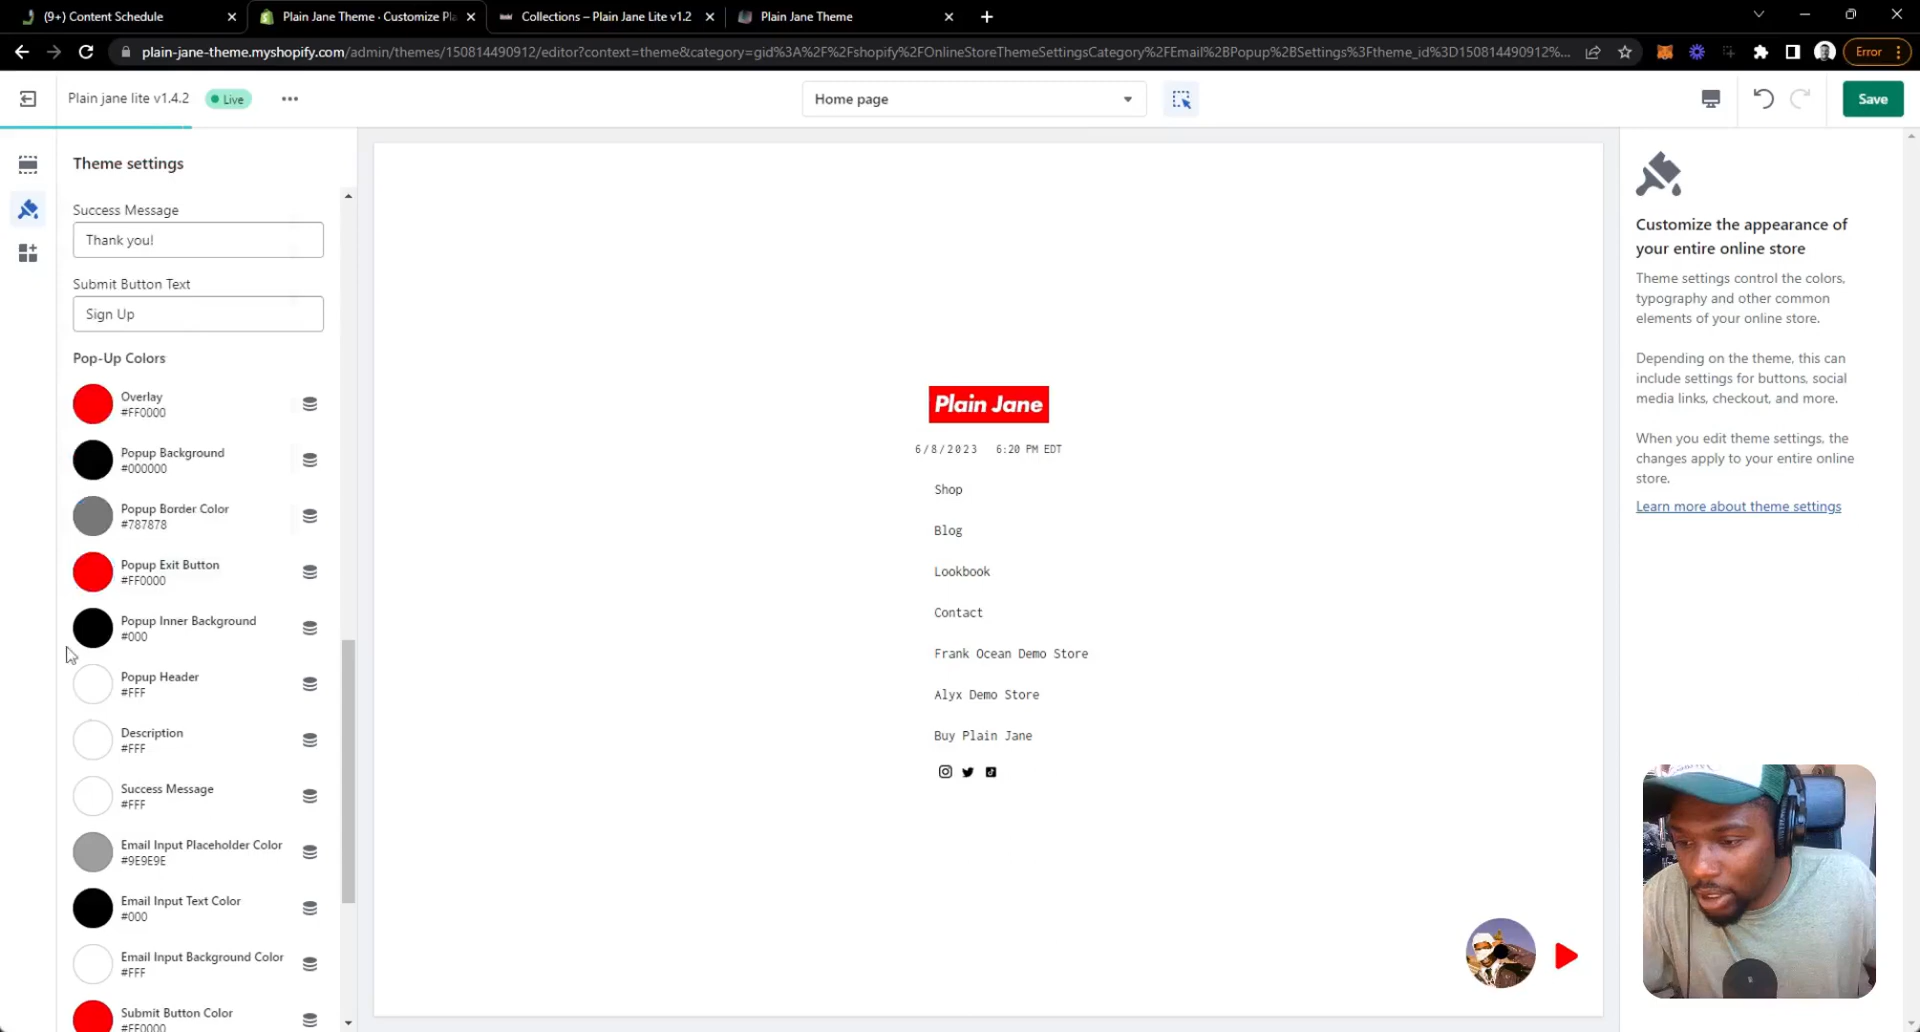 (9+) Content Schedule
Plain Jane Theme · Customize Pl
Collections – Plain Jane Lite v1.2
Plain Jane Theme
plain-jane-theme.myshopify.com/admin/themes/150814490912/editor?context=theme&category=gid%3A%2F%2Fshopify%2FOnlineStoreThemeSettingsCategory%2FEmail%2BPopup%2BSettings%3Ftheme_id%3D150814490912%...
Error
Plain jane lite v1.4.2
Live
Home page
Save
Theme settings
Success Message
Thank you!
Submit Button Text
Sign Up
Pop-Up Colors
Overlay
#FF0000
Popup Background
#000000
Popup Border Color
#787878
Popup Exit Button
#FF0000
Popup Inner Background
#000
Popup Header
#FFF
Description
#FFF
Success Message
#FFF
Email Input Placeholder Color
#9E9E9E
Email Input Text Color
#000
Email Input Background Color
#FFF
Submit Button Color
#FF0000
Plain Jane
6/8/2023 6:20 PM EDT
Shop
Blog
Lookbook
Contact
Frank Ocean Demo Store
Alyx Demo Store
Buy Plain Jane
Customize the appearance of
your entire online store
Theme settings control the colors,
typography and other common
elements of your online store.
Depending on the theme, this can
include settings for buttons, social
media links, checkout, and more.
When you edit theme settings, the
changes apply to your entire online
store.
Learn more about theme settings